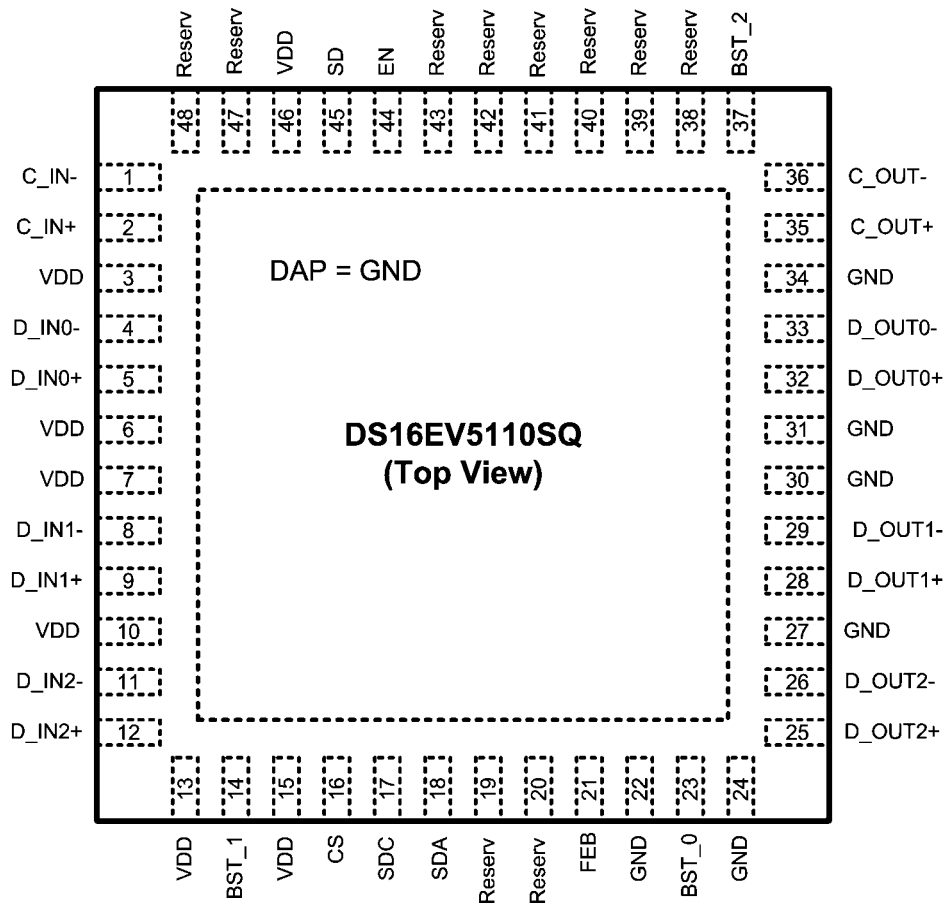 Reserv Reserv VDD SD EN Reserv Reserv Reserv Reserv Reserv Reserv BST_2
48 47 46 45 44 43 42 41 40 39 38 37
C_IN- 1 36 C_OUT-
C_IN+ 2 35 C_OUT+
VDD 3 34 GND
DAP = GND
D_IN0- 4 33 D_OUT0-
D_IN0+ 5 32 D_OUT0+
VDD 6 31 GND
DS16EV5110SQ
(Top View)
VDD 7 30 GND
D_IN1- 8 29 D_OUT1-
D_IN1+ 9 28 D_OUT1+
VDD 10 27 GND
D_IN2- 11 26 D_OUT2-
D_IN2+ 12 25 D_OUT2+
13 14 15 16 17 18 19 20 21 22 23 24
VDD BST_1 VDD CS SDC SDA Reserv Reserv FEB GND BST_0 GND